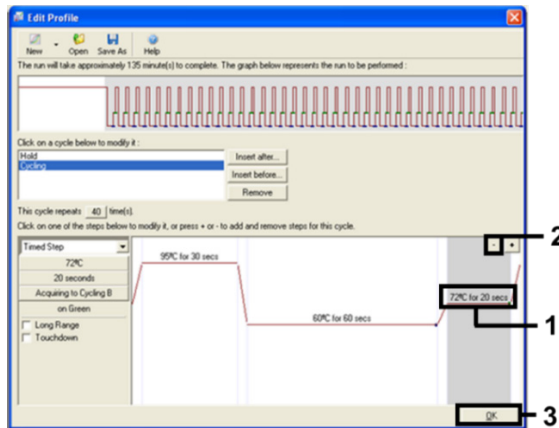 Edit Profile
New Open Save As Help
The run will take approximately 135 minute(s) to complete. The graph below represents the run to be performed :
Click on a cycle below to modify it :
Hold
Cycling
Insert after...
Insert before...
Remove
This cycle repeats 40 time(s).
Click on one of the steps below to modify it, or press + or - to add and remove steps for this cycle.
Timed Step
- +
2
72ºC
20 seconds
Acquiring to Cycling B
on Green
Long Range
Touchdown
95ºC for 30 secs
60ºC for 60 secs
72ºC for 20 secs
1
OK
3